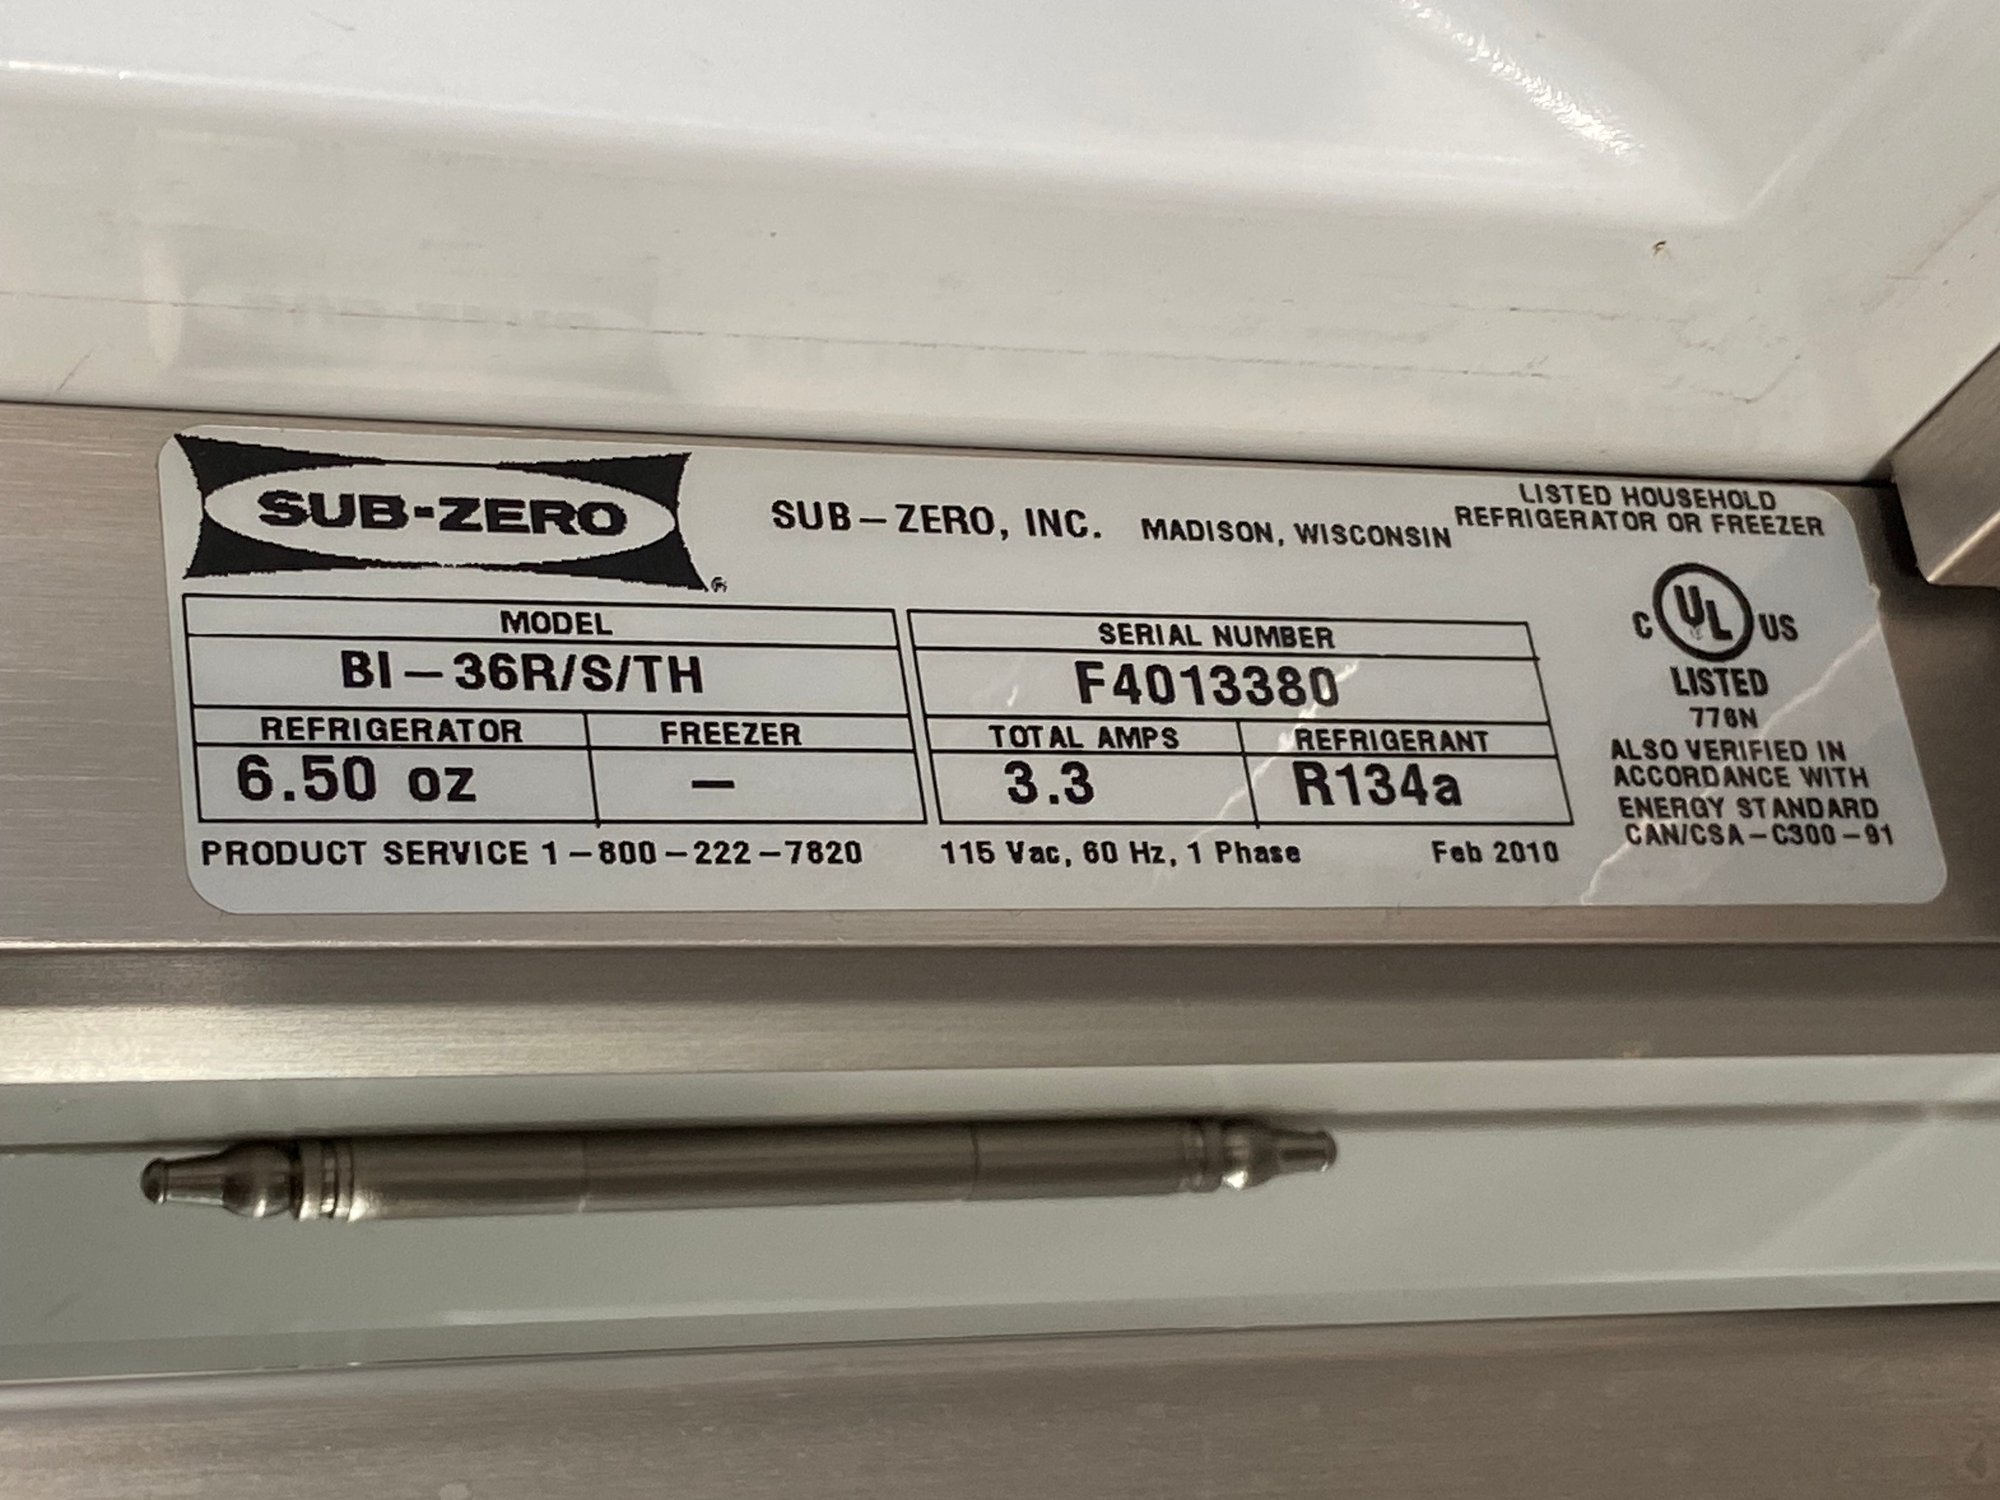 SUB-ZERO ®
SUB-ZERO, INC. MADISON, WISCONSIN
LISTED HOUSEHOLD
REFRIGERATOR OR FREEZER
MODEL
BI-36R/S/TH
SERIAL NUMBER
F4013380
REFRIGERATOR FREEZER
6.50 oz -
TOTAL AMPS REFRIGERANT
3.3 R134a
PRODUCT SERVICE 1-800-222-7820 115 Vac, 60 Hz, 1 Phase Feb 2010
C UL US
LISTED
776N
ALSO VERIFIED IN
ACCORDANCE WITH
ENERGY STANDARD
CAN/CSA-C300-91